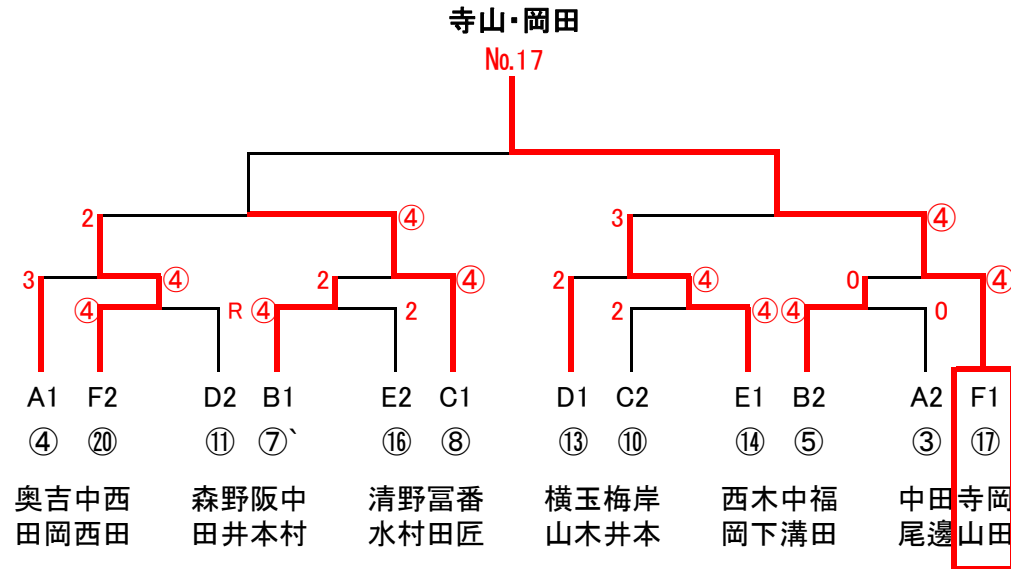 寺山・岡田
No.17
2 ④ 3 ④
3 ④ 2 ④ 2 ④ 0 ④
④ R ④ 2 2 ④ ④ 0
A1 F2 D2 B1 E2 C1 D1 C2 E1 B2 A2 F1
④ ⑳ ⑪ ⑦` ⑯ ⑧ ⑬ ⑩ ⑭ ⑤ ③ ⑰
奥吉中西 森野阪中 清野冨番 横玉梅岸 西木中福 中田寺岡
田岡西田 田井本村 水村田匠 山木井本 岡下溝田 尾邊山田